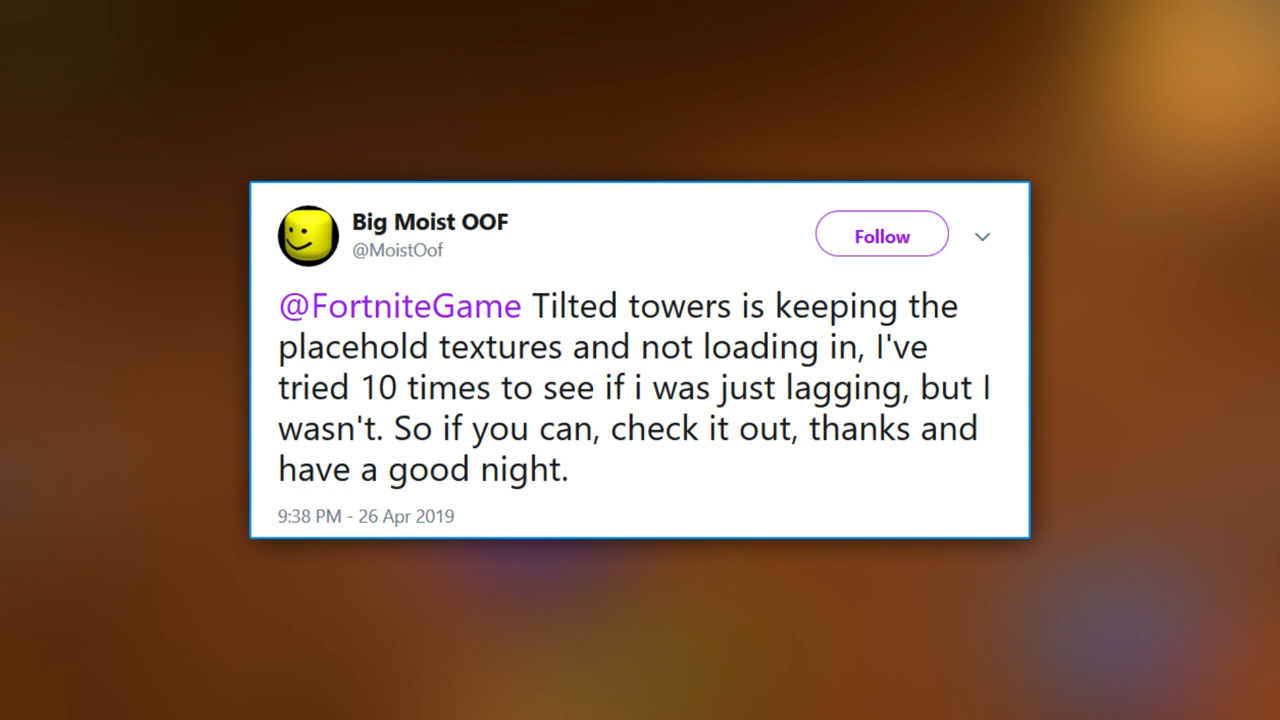 Big Moist OOF
@MoistOof
Follow
@FortniteGame Tilted towers is keeping the
placehold textures and not loading in, I've
tried 10 times to see if i was just lagging, but I
wasn't. So if you can, check it out, thanks and
have a good night.
9:38 PM - 26 Apr 2019